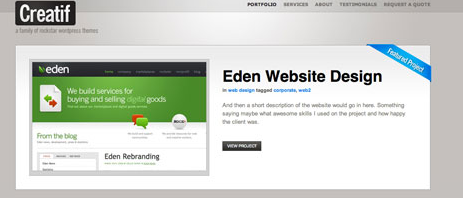 Creatif
a family of rockstar wordpress themes
PORTFOLIO SERVICES ABOUT TESTIMONIALS REQUEST A QUOTE
Featured Project
eden
We build services for
buying and selling digital goods
From the blog
Eden Rebranding
Eden Website Design
in web design tagged corporate, web2
And then a short description of the website would go in here. Something
saying maybe what awesome skills I used on the project and how happy
the client was.
VIEW PROJECT